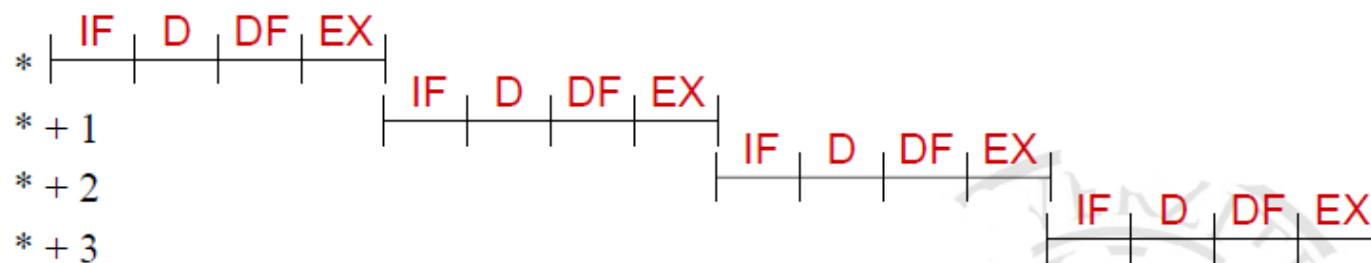 IF D DF EX
*
IF D DF EX
* + 1
IF D DF EX
* + 2
IF D DF EX
* + 3